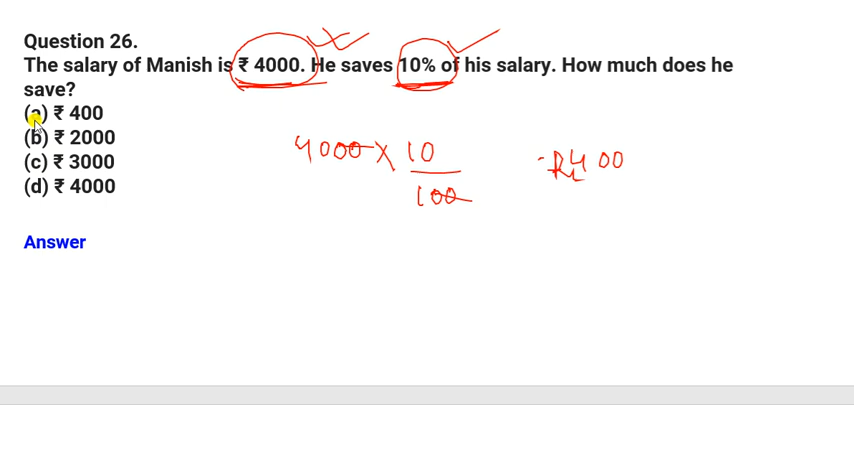 Question 26.
The salary of Manish is ₹ 4000. He saves 10% of his salary. How much does he
save?
(a) ₹ 400
(b) ₹ 2000
(c) ₹ 3000
(d) ₹ 4000
4000 × 10
100
Rs 400
Answer